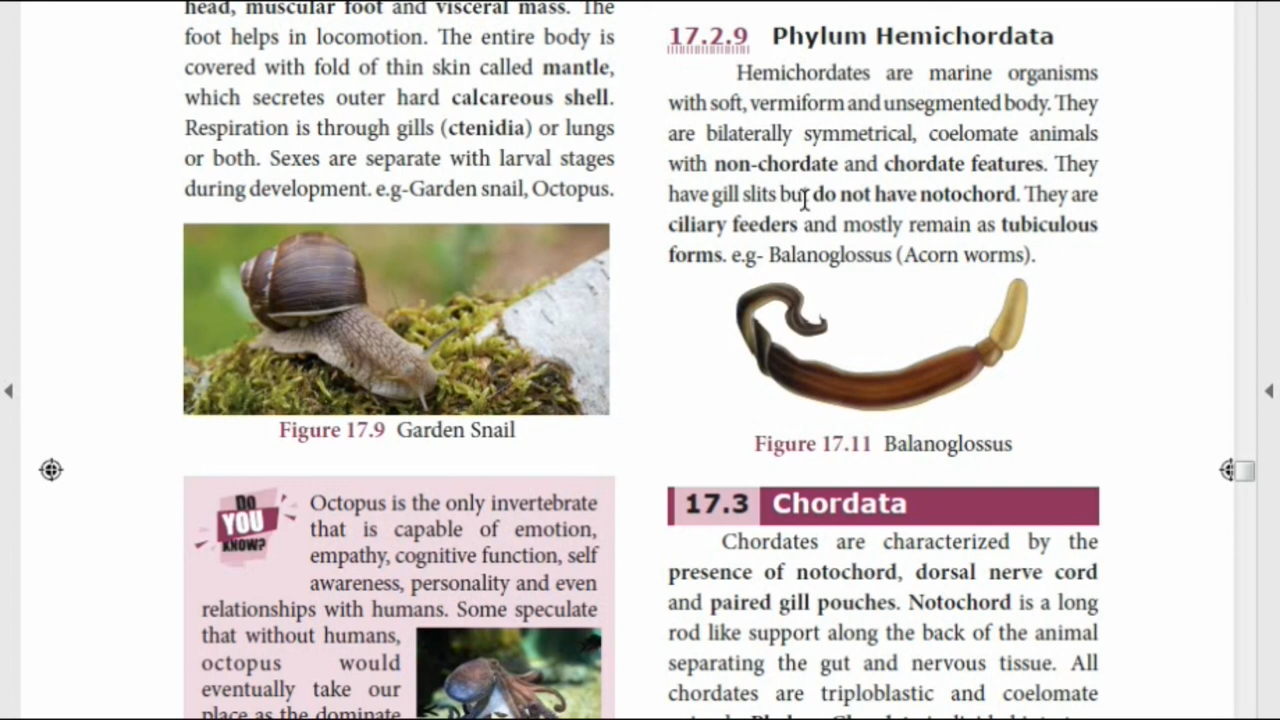 head, muscular foot and visceral mass. The
foot helps in locomotion. The entire body is
covered with fold of thin skin called mantle,
which secretes outer hard calcareous shell.
Respiration is through gills (ctenidia) or lungs
or both. Sexes are separate with larval stages
during development. e.g-Garden snail, Octopus.
Figure 17.9 Garden Snail
DO
YOU
KNOW?
Octopus is the only invertebrate
that is capable of emotion,
empathy, cognitive function, self
awareness, personality and even
relationships with humans. Some speculate
that without humans,
octopus would
eventually take our
place as the dominate
17.2.9 Phylum Hemichordata
Hemichordates are marine organisms
with soft, vermiform and unsegmented body. They
are bilaterally symmetrical, coelomate animals
with non-chordate and chordate features. They
have gill slits but do not have notochord. They are
ciliary feeders and mostly remain as tubiculous
forms. e.g- Balanoglossus (Acorn worms).
Figure 17.11 Balanoglossus
17.3 Chordata
Chordates are characterized by the
presence of notochord, dorsal nerve cord
and paired gill pouches. Notochord is a long
rod like support along the back of the animal
separating the gut and nervous tissue. All
chordates are triploblastic and coelomate